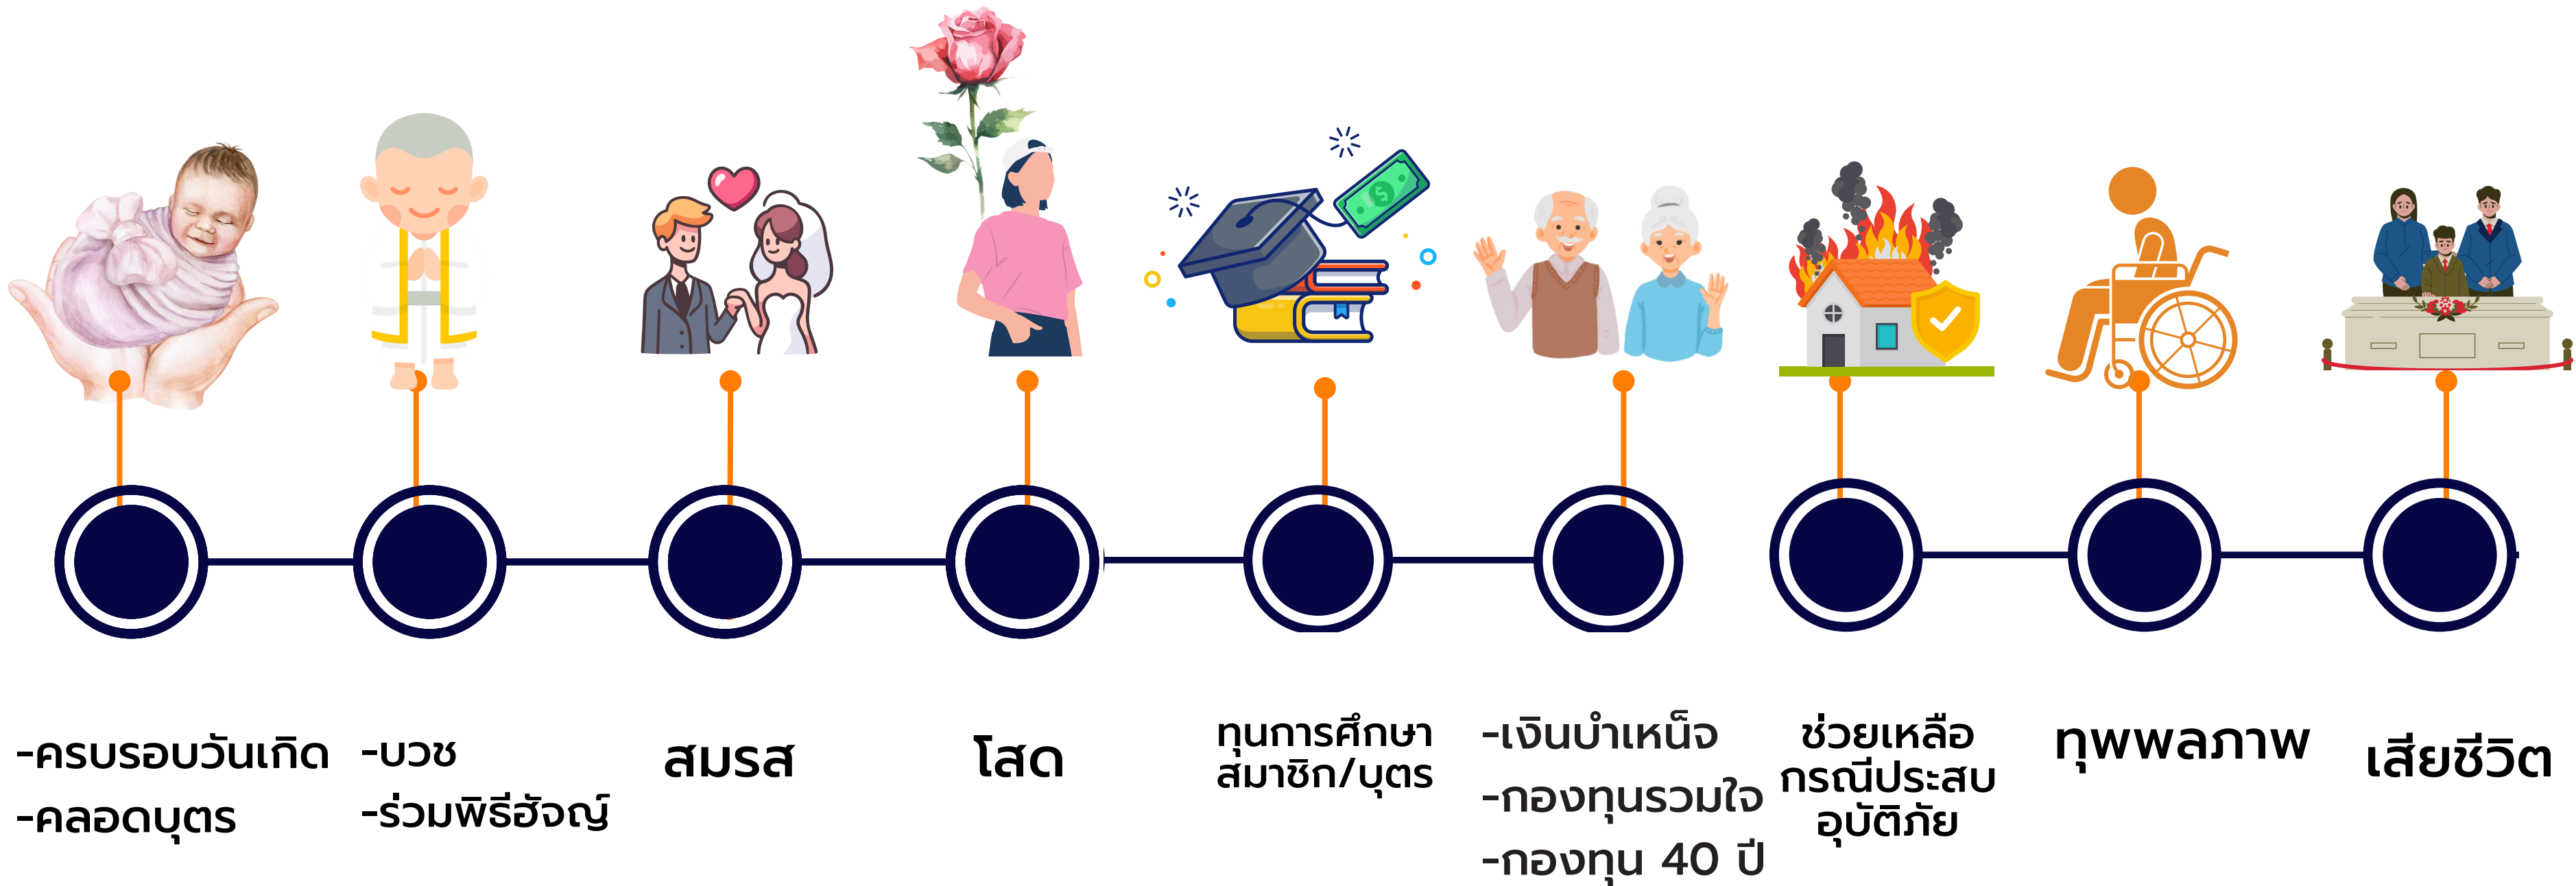 -ครบรอบวันเกิด
-คลอดบุตร
-บวช
-ร่วมพิธีฮัจญ์
สมรส
โสด
ทุนการศึกษา
สมาชิก/บุตร
-เงินบำเหน็จ
-กองทุนรวมใจ
-กองทุน 40 ปี
ช่วยเหลือ
กรณีประสบ
อุบัติภัย
ทุพพลภาพ
เสียชีวิต